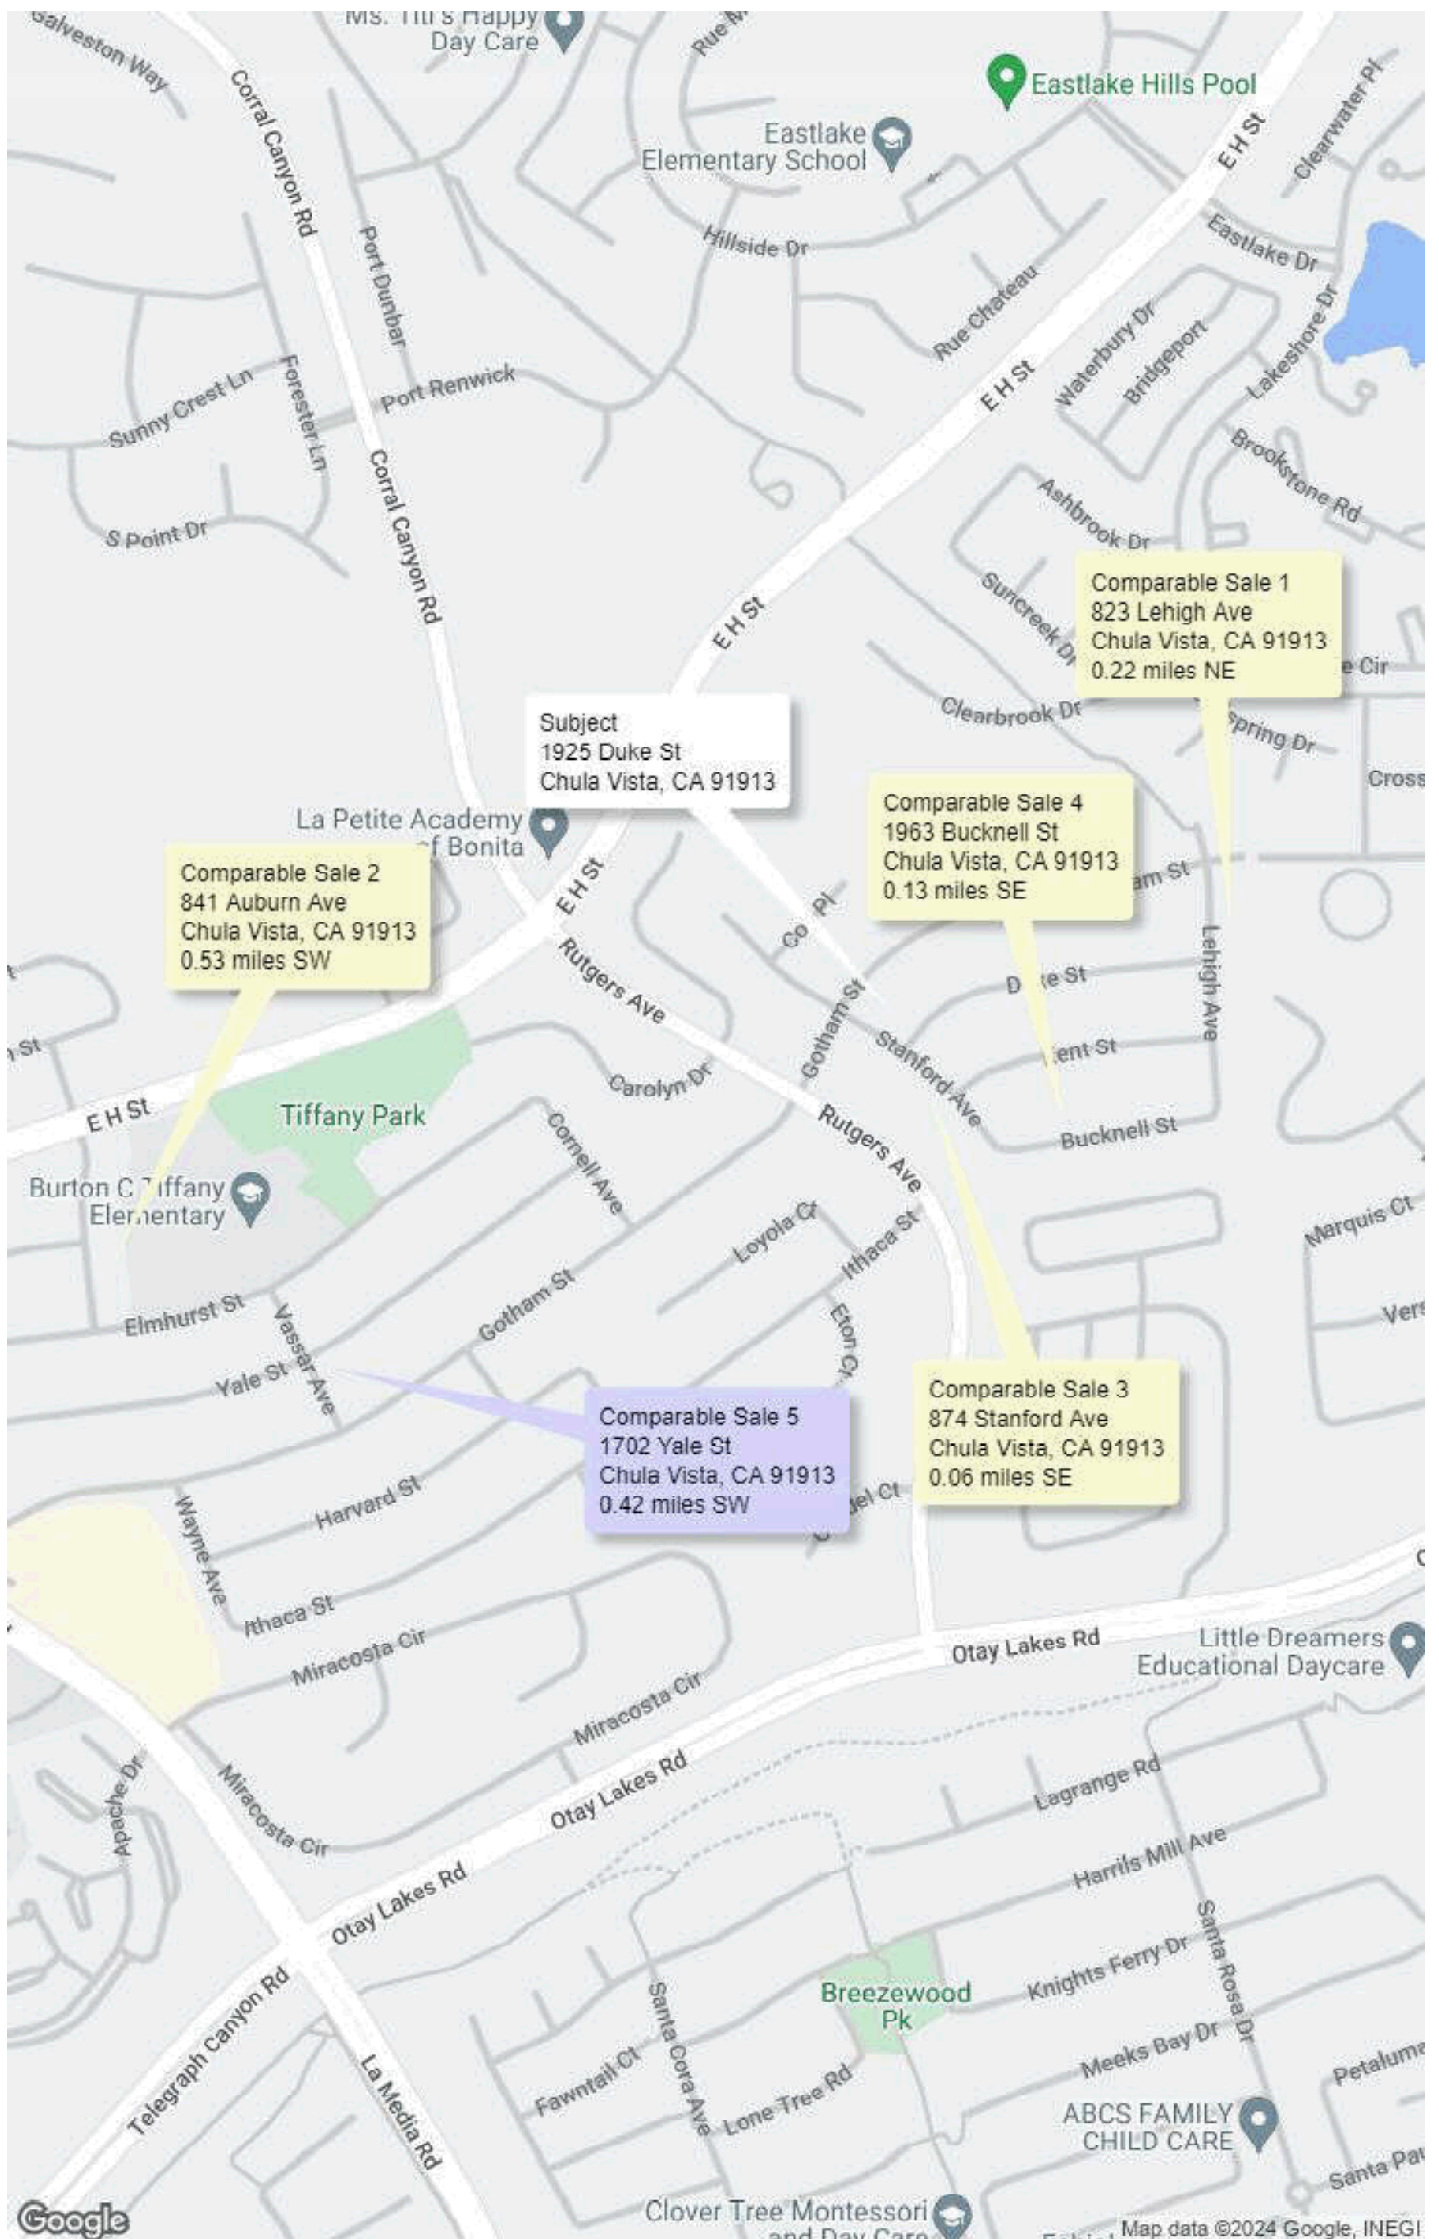 Ms. Titi's Happy
Day Care
Galveston Way
Rue
Eastlake Hills Pool
Clearwater Pl
Corral Canyon Rd
Eastlake
Elementary School
E H St
Port Dunbar
Hillside Dr
Eastlake Dr
Rue Chateau
Waterbury Dr
Bridgeport
Lakeshore Dr
Sunny Crest Ln
Forester Ln
Port Renwick
E H St
Brookstone Rd
Corral Canyon Rd
S Point Dr
Ashbrook Dr
Suncreek Dr
Comparable Sale 1
823 Lehigh Ave
Chula Vista, CA 91913
0.22 miles NE
E H St
e Cir
Clearbrook Dr
spring Dr
Subject
1925 Duke St
Chula Vista, CA 91913
Cross
Comparable Sale 4
1963 Bucknell St
Chula Vista, CA 91913
0.13 miles SE
La Petite Academy
of Bonita
Comparable Sale 2
841 Auburn Ave
Chula Vista, CA 91913
0.53 miles SW
E H St
am St
Pl
Rutgers Ave
Lehigh Ave
St
Gotham St
Stanford Ave
St
Carolyn Dr
E H St
Tiffany Park
Cornell Ave
Rutgers Ave
Bucknell St
Burton C Tiffany
Elementary
Loyola Ct
Ithaca St
Marquis Ct
Elmhurst St
Vassar Ave
Gotham St
Eton Ct
Vers
Yale St
Comparable Sale 3
874 Stanford Ave
Chula Vista, CA 91913
0.06 miles SE
Comparable Sale 5
1702 Yale St
Chula Vista, CA 91913
0.42 miles SW
Harvard St
el Ct
Wayne Ave
Ithaca St
Miracosta Cir
Otay Lakes Rd
Little Dreamers
Educational Daycare
Miracosta Cir
Apache Dr
Miracosta Cir
Otay Lakes Rd
Lagrange Rd
Harrils Mill Ave
Otay Lakes Rd
Santa Rosa Dr
Knights Ferry Dr
Breezewood
Pk
Telegraph Canyon Rd
Santa Cora Ave
Meeks Bay Dr
La Media Rd
Fawntail Ct
Lone Tree Rd
Petaluma
ABCS FAMILY
CHILD CARE
Santa Pau
Clover Tree Montessori
and Day Care
Google
Map data ©2024 Google, INEGI